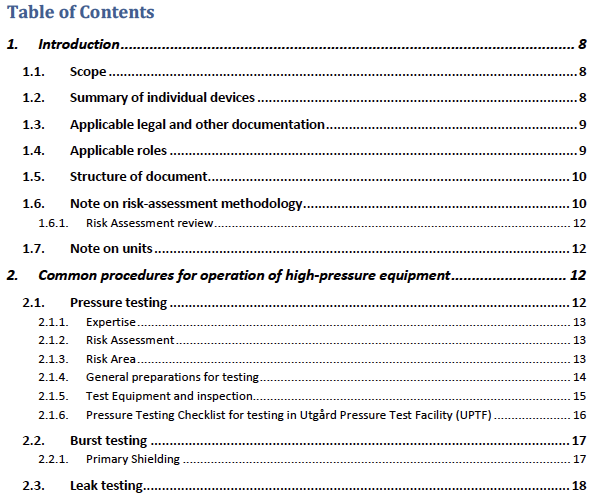 Table of Contents
1. Introduction 8
1.1. Scope 8
1.2. Summary of individual devices 8
1.3. Applicable legal and other documentation 9
1.4. Applicable roles 9
1.5. Structure of document 10
1.6. Note on risk-assessment methodology 10
1.6.1. Risk Assessment review 12
1.7. Note on units 12
2. Common procedures for operation of high-pressure equipment 12
2.1. Pressure testing 12
2.1.1. Expertise 13
2.1.2. Risk Assessment 13
2.1.3. Risk Area 13
2.1.4. General preparations for testing 14
2.1.5. Test Equipment and inspection 15
2.1.6. Pressure Testing Checklist for testing in Utgård Pressure Test Facility (UPTF) 16
2.2. Burst testing 17
2.2.1. Primary Shielding 17
2.3. Leak testing 18